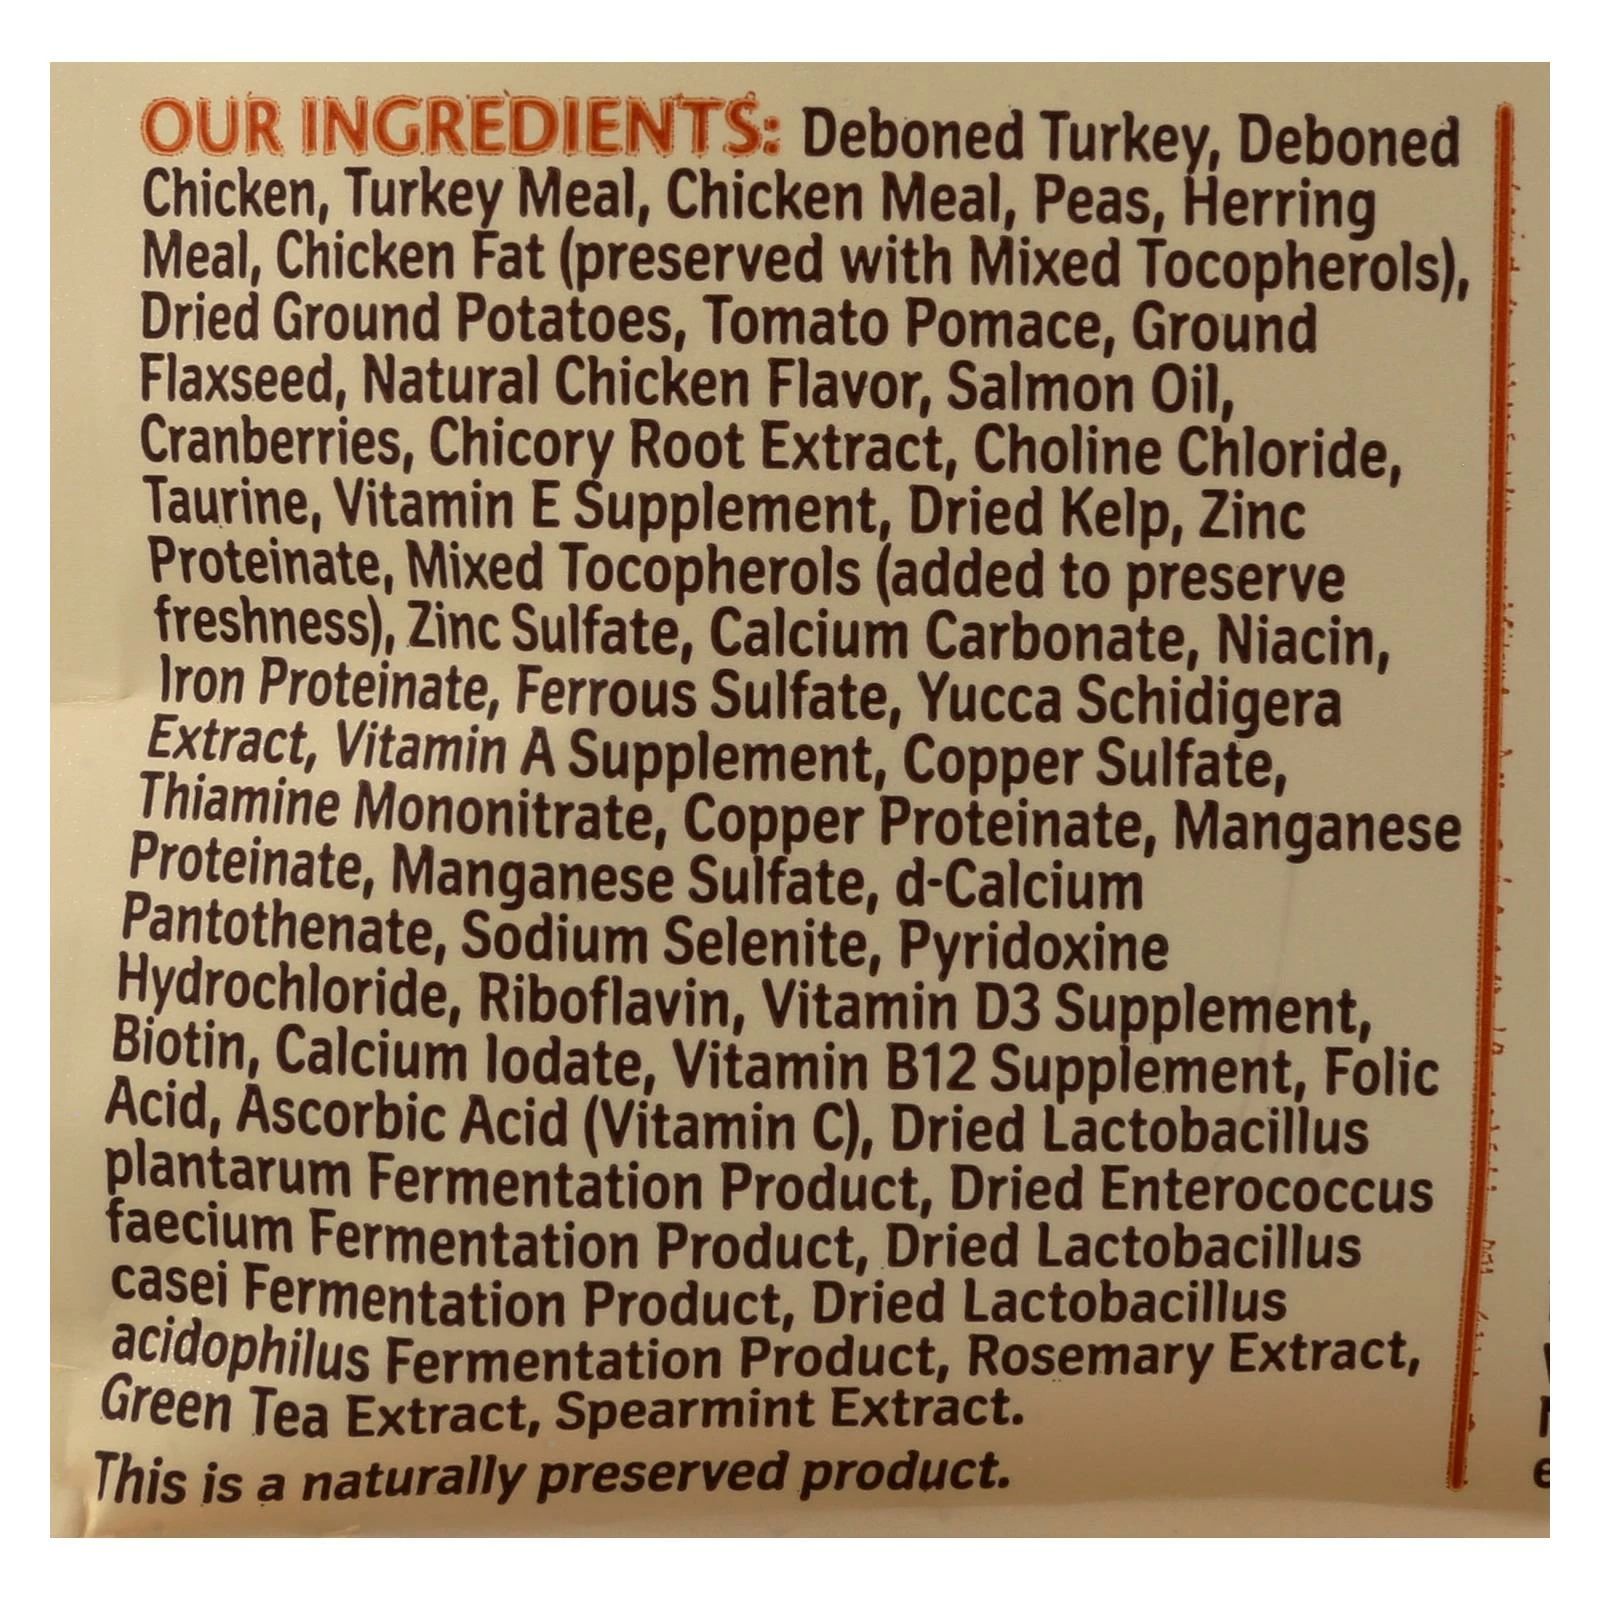 OUR INGREDIENTS: Deboned Turkey, Deboned
Chicken, Turkey Meal, Chicken Meal, Peas, Herring
Meal, Chicken Fat (preserved with Mixed Tocopherols),
Dried Ground Potatoes, Tomato Pomace, Ground
Flaxseed, Natural Chicken Flavor, Salmon Oil,
Cranberries, Chicory Root Extract, Choline Chloride,
Taurine, Vitamin E Supplement, Dried Kelp, Zinc
Proteinate, Mixed Tocopherols (added to preserve
freshness), Zinc Sulfate, Calcium Carbonate, Niacin,
Iron Proteinate, Ferrous Sulfate, Yucca Schidigera
Extract, Vitamin A Supplement, Copper Sulfate,
Thiamine Mononitrate, Copper Proteinate, Manganese
Proteinate, Manganese Sulfate, d-Calcium
Pantothenate, Sodium Selenite, Pyridoxine
Hydrochloride, Riboflavin, Vitamin D3 Supplement,
Biotin, Calcium Iodate, Vitamin B12 Supplement, Folic
Acid, Ascorbic Acid (Vitamin C), Dried Lactobacillus
plantarum Fermentation Product, Dried Enterococcus
faecium Fermentation Product, Dried Lactobacillus
casei Fermentation Product, Dried Lactobacillus
acidophilus Fermentation Product, Rosemary Extract,
Green Tea Extract, Spearmint Extract.
This is a naturally preserved product.